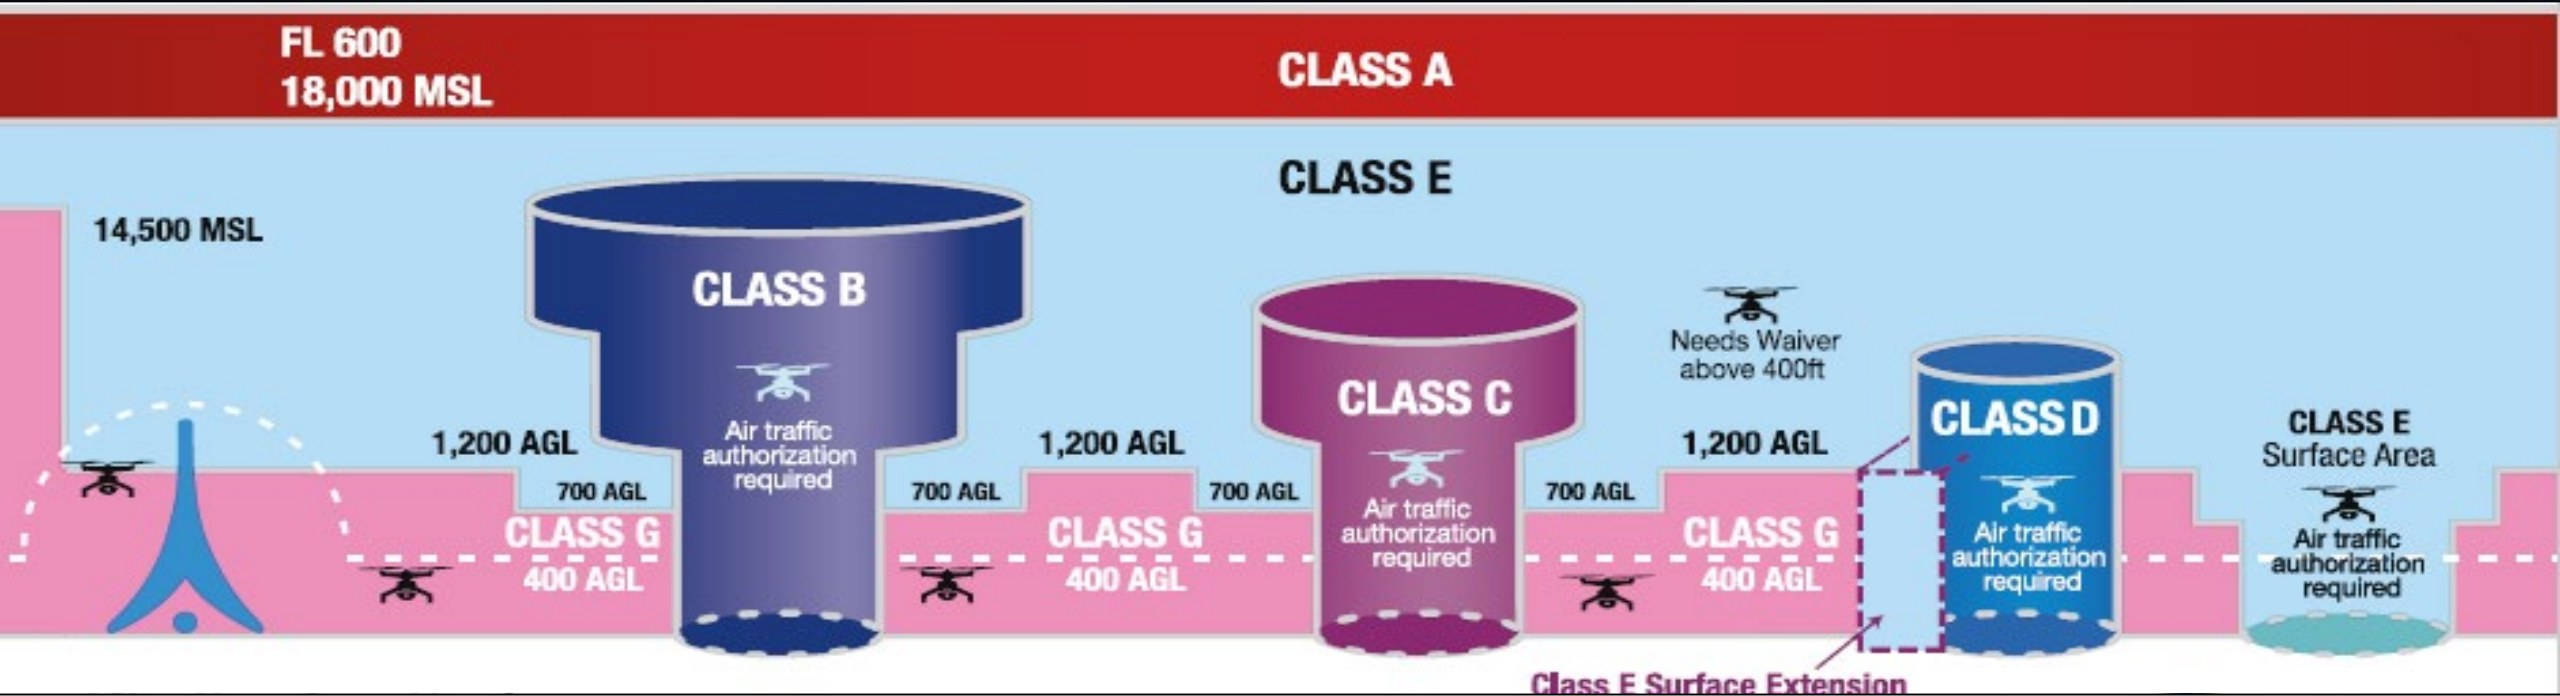 FL 600
18,000 MSL
CLASS A
CLASS E
14,500 MSL
CLASS B
Air traffic
authorization
required
CLASS C
Air traffic
authorization
required
Needs Waiver
above 400ft
CLASS D
Air traffic
authorization
required
CLASS E
Surface Area
Air traffic
authorization
required
1,200 AGL
1,200 AGL
1,200 AGL
700 AGL
700 AGL
700 AGL
700 AGL
CLASS G
400 AGL
CLASS G
400 AGL
CLASS G
400 AGL
Class E Surface Extension